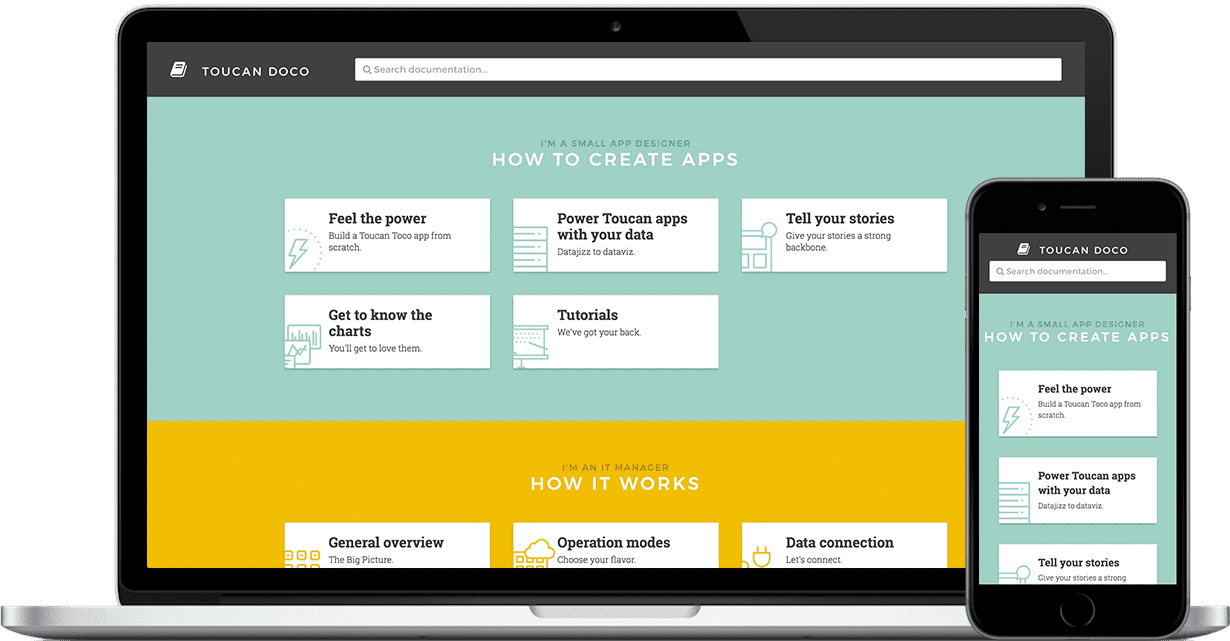 TOUCAN DOCO
Search documentation...
I'M A SMALL APP DESIGNER
HOW TO CREATE APPS
Feel the power
Build a Toucan Toco app from
scratch.
Power Toucan apps
with your data
Datajizz to dataviz.
Tell your stories
Give your stories a strong
backbone.
Get to know the
charts
You'll get to love them.
Tutorials
We've got your back.
I'M AN IT MANAGER
HOW IT WORKS
General overview
The Big Picture.
Operation modes
Choose your flavor.
Data connection
Let's connect.
TOUCAN DOCO
Search documentation...
I'M A SMALL APP DESIGNER
HOW TO CREATE APPS
Feel the power
Build a Toucan Toco app from
scratch.
Power Toucan apps
with your data
Datajizz to dataviz.
Tell your stories
Give your stories a strong